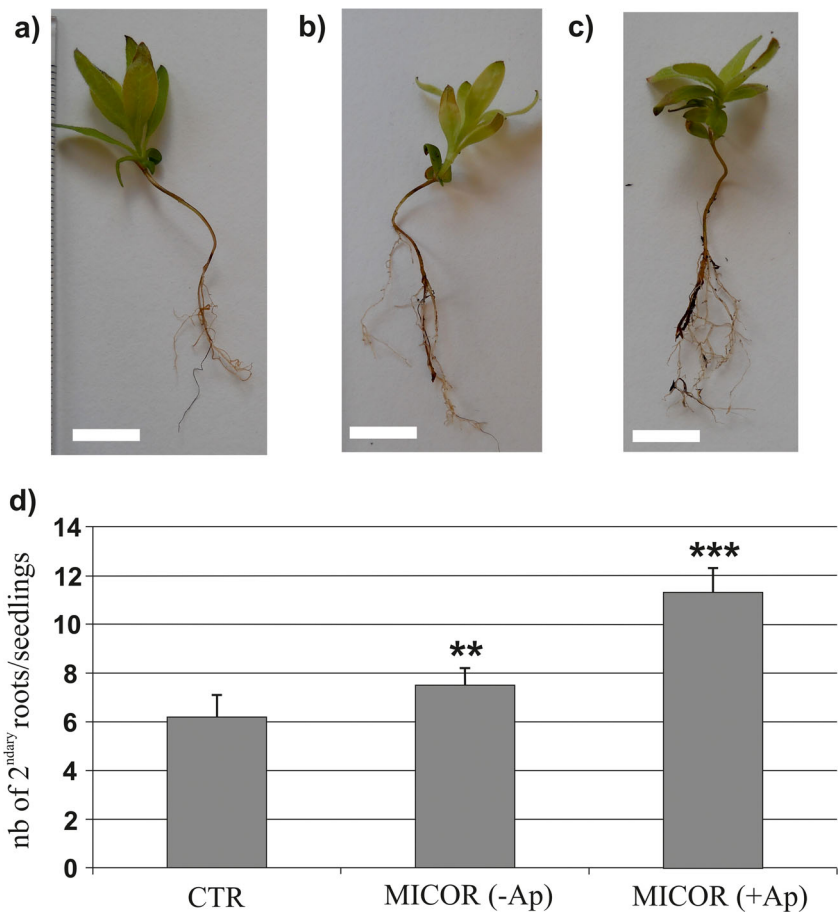 a)
b)
c)
d)
nb of 2ndary roots/seedlings
14
12
10
8
6
4
2
0
**
***
CTR
MICOR (-Ap)
MICOR (+Ap)